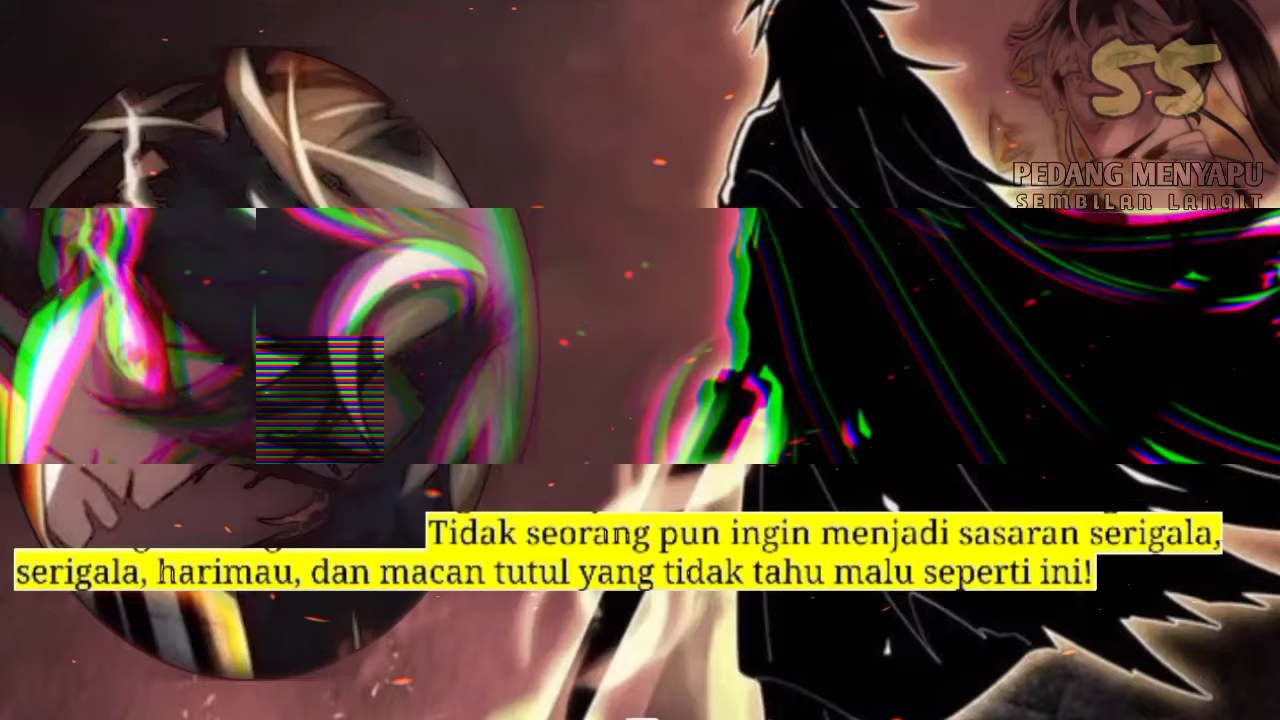 55
PEDANG MENYAPU
SEMBILAN LANGIT
Tidak seorang pun ingin menjadi sasaran serigala,
serigala, harimau, dan macan tutul yang tidak tahu malu seperti ini!